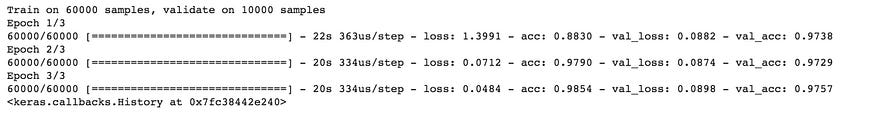 Train on 60000 samples, validate on 10000 samples
Epoch 1/3
60000/60000 [==============================] - 22s 363us/step - loss: 1.3991 - acc: 0.8830 - val_loss: 0.0882 - val_acc: 0.9738
Epoch 2/3
60000/60000 [==============================] - 20s 334us/step - loss: 0.0712 - acc: 0.9790 - val_loss: 0.0874 - val_acc: 0.9729
Epoch 3/3
60000/60000 [==============================] - 20s 334us/step - loss: 0.0484 - acc: 0.9854 - val_loss: 0.0898 - val_acc: 0.9757
<keras.callbacks.History at 0x7fc38442e240>